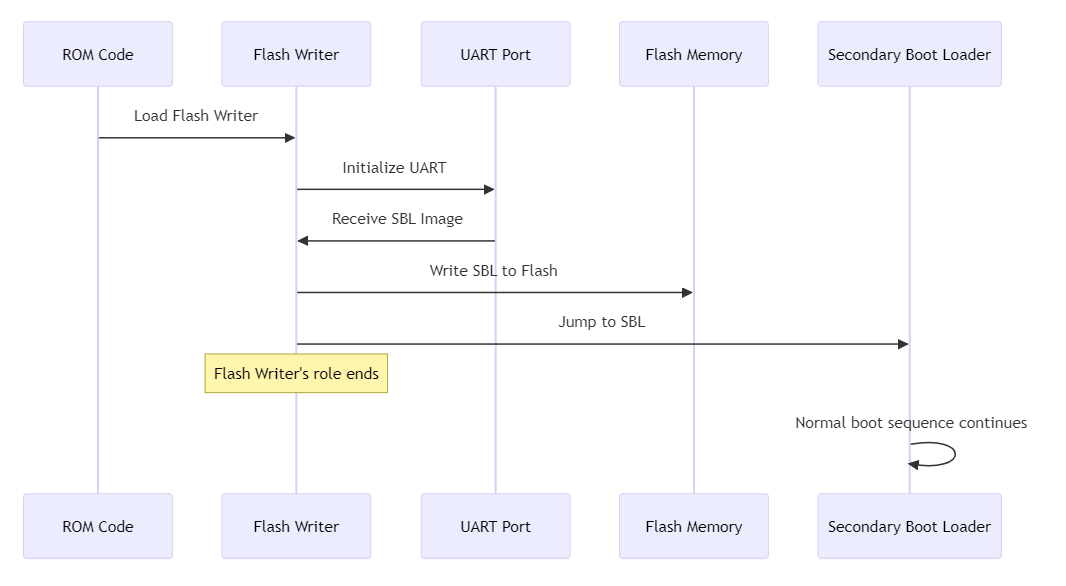 ROM Code
Flash Writer
UART Port
Flash Memory
Secondary Boot Loader
Load Flash Writer
Initialize UART
Receive SBL Image
Write SBL to Flash
Jump to SBL
Flash Writer's role ends
Normal boot sequence continues
ROM Code
Flash Writer
UART Port
Flash Memory
Secondary Boot Loader